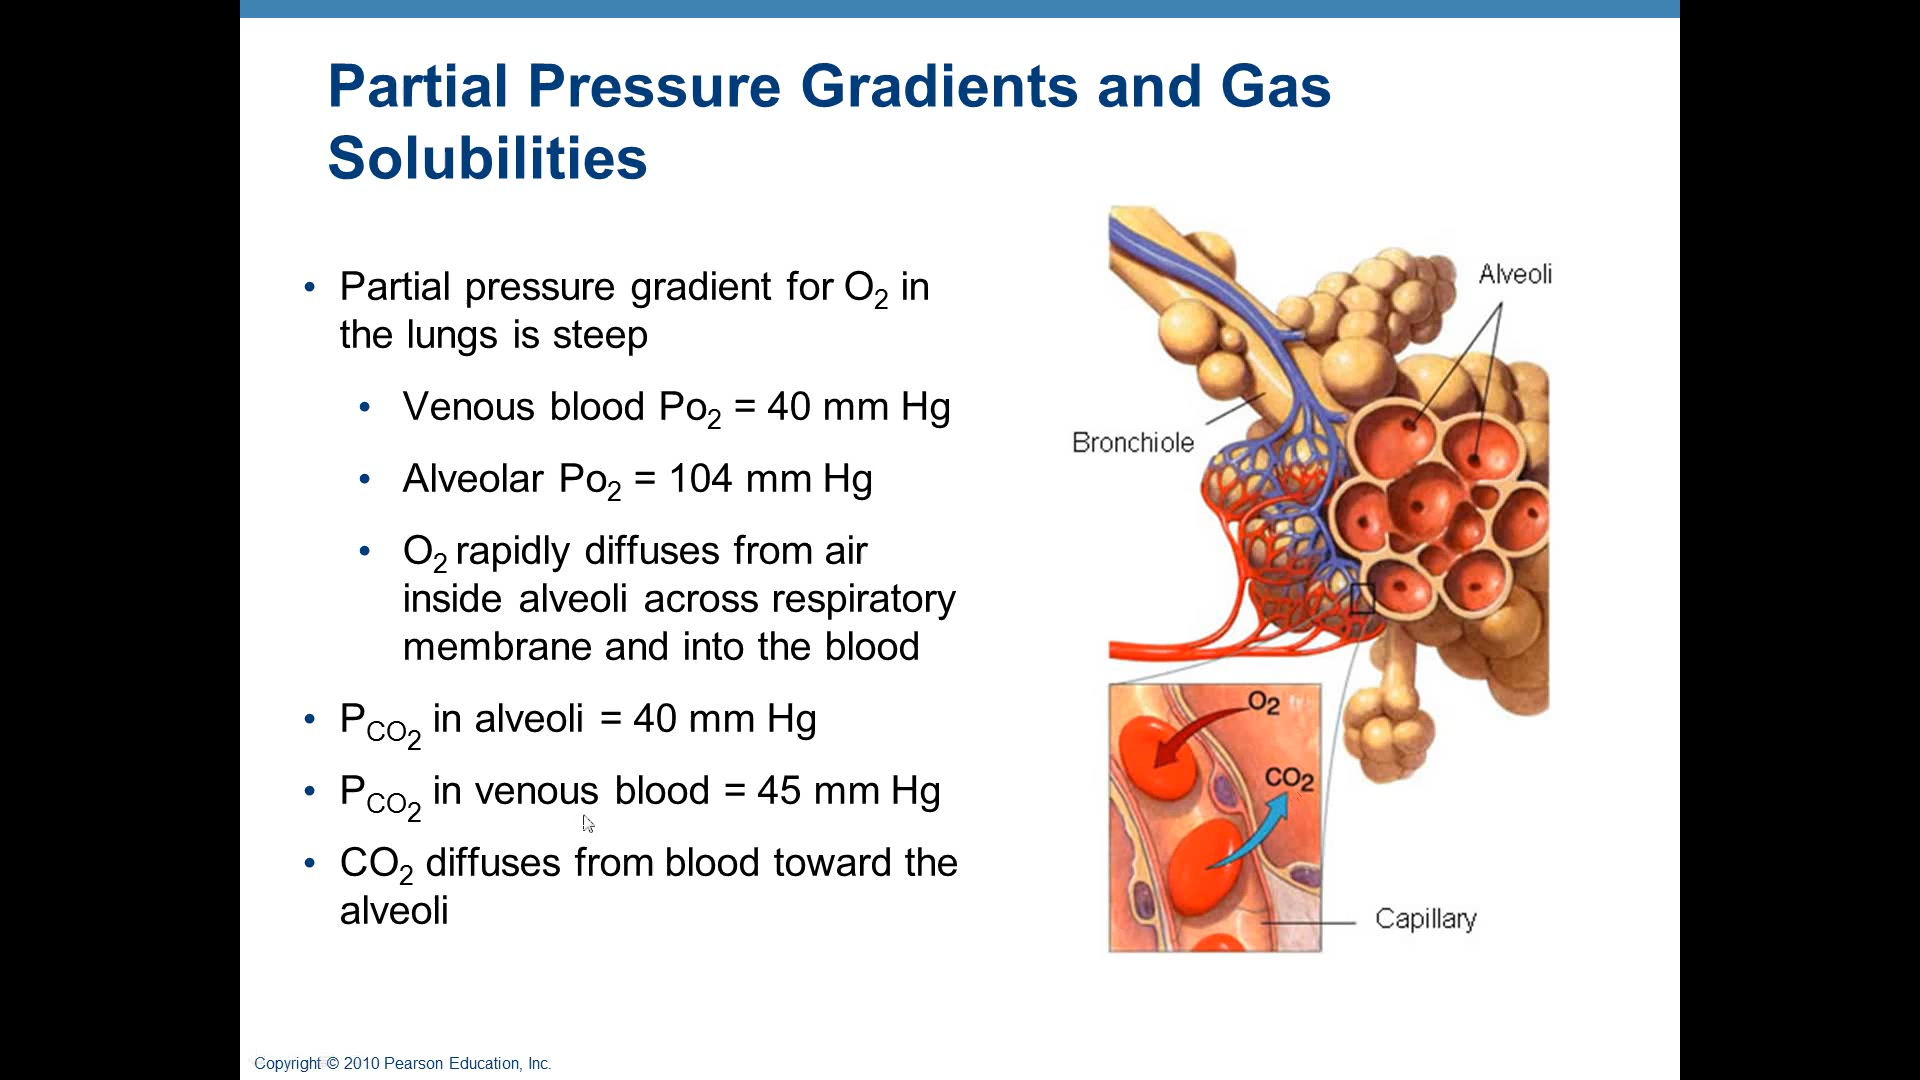 Partial Pressure Gradients and Gas
Solubilities
• Partial pressure gradient for O2 in
the lungs is steep
• Venous blood Po2 = 40 mm Hg
• Alveolar Po2 = 104 mm Hg
• O2 rapidly diffuses from air
inside alveoli across respiratory
membrane and into the blood
• PCO2 in alveoli = 40 mm Hg
• PCO2 in venous blood = 45 mm Hg
• CO2 diffuses from blood toward the
alveoli
Alveoli
Bronchiole
O2
CO2
Capillary
Copyright © 2010 Pearson Education, Inc.